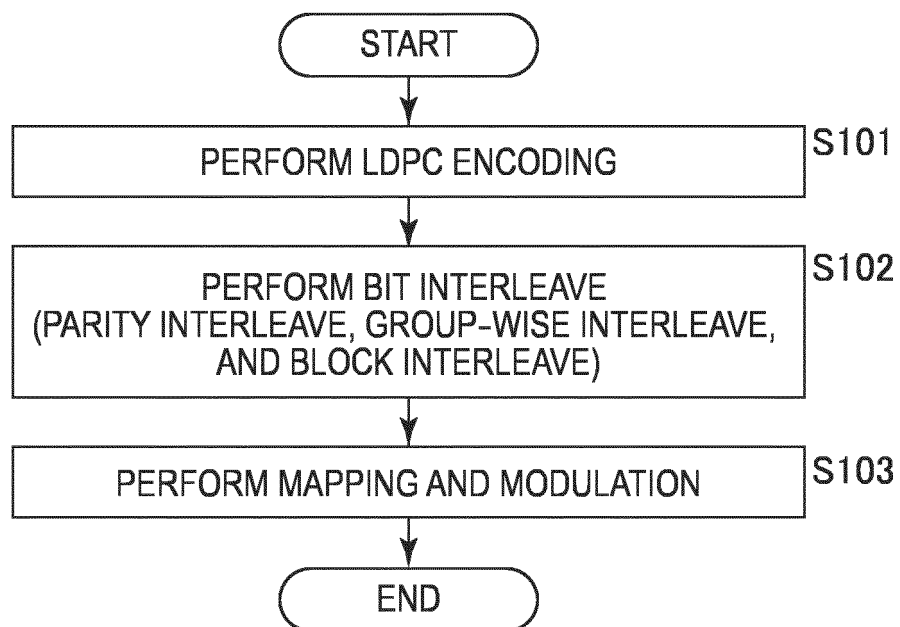 START
PERFORM LDPC ENCODING
S101
PERFORM BIT INTERLEAVE
(PARITY INTERLEAVE, GROUP-WISE INTERLEAVE,
AND BLOCK INTERLEAVE)
S102
PERFORM MAPPING AND MODULATION
S103
END